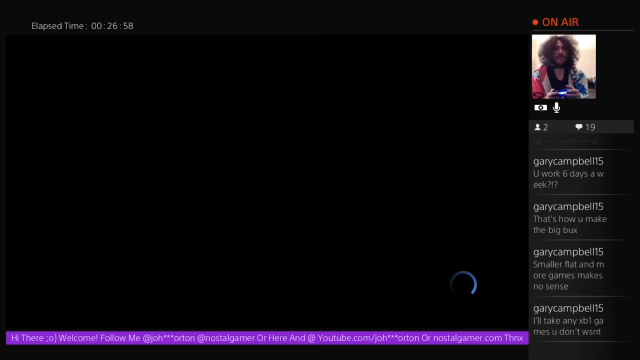 Elapsed Time : 00:26:58
ON AIR
2
19
garycampbell15
U work 6 days a w
eek?!?
garycampbell15
That's how u make
the big bux
garycampbell15
Smaller flat and m
ore games makes
no sense
garycampbell15
I'll take any xb1 ga
mes u don't wsnt
Hi There ;o) Welcome! Follow Me @joh***orton @nostalgamer Or Here And @ Youtube.com/joh***orton Or nostalgamer.com Thnx